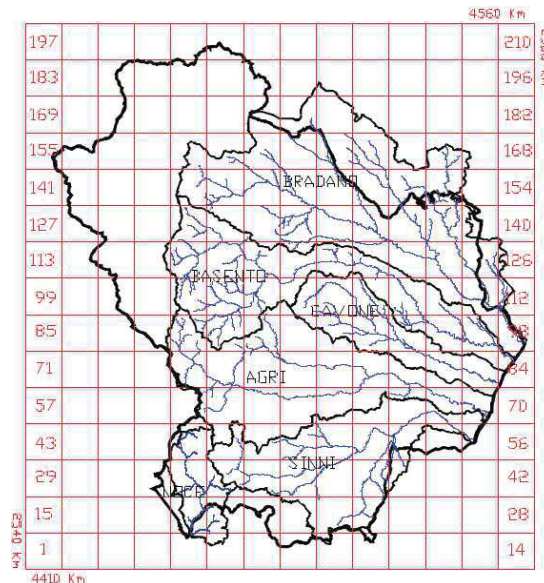 4560 Km
197 210
183 196
169 182
155 168
BRADANO
141 154
127 140
113 126
BASENTO
99 112
CAVONE
85 98
71 84
AGRI
57 70
43 56
SINNI
29 42
NOCE
15 28
1 14
2540 Km
4410 Km